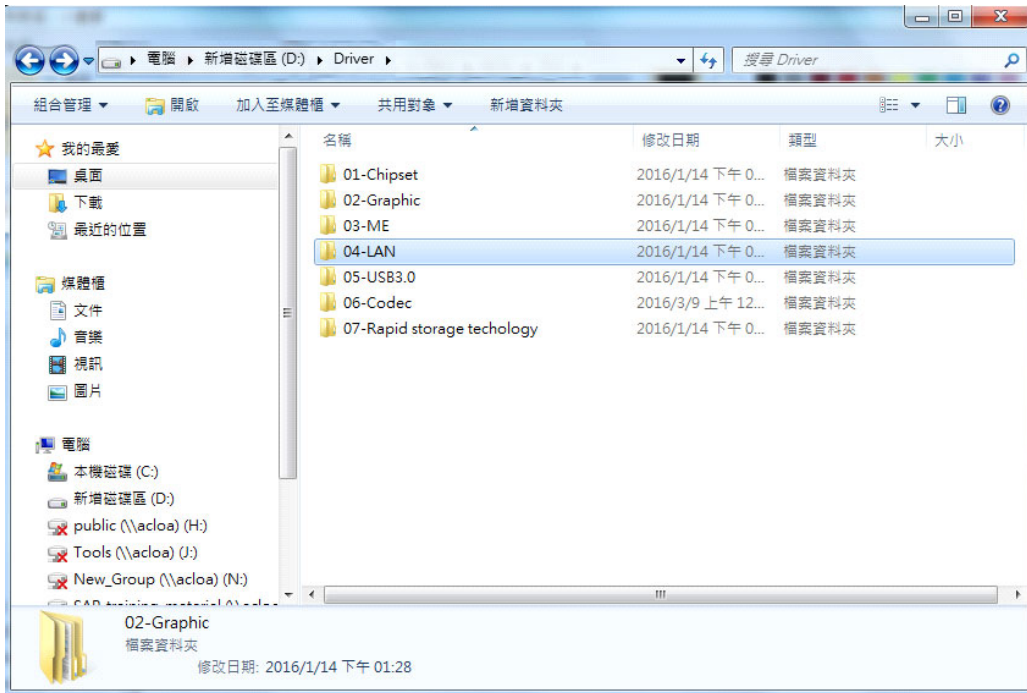 電腦 ▸ 新增磁碟區 (D:) ▸ Driver ▸
搜尋 Driver
組合管理 開啟 加入至媒體櫃 共用對象 新增資料夾
我的最愛
桌面
下載
最近的位置
媒體櫃
文件
音樂
視訊
圖片
電腦
本機磁碟 (C:)
新增磁碟區 (D:)
public (\\acloa) (H:)
Tools (\\acloa) (J:)
New_Group (\\acloa) (N:)
名稱 修改日期 類型 大小
01-Chipset 2016/1/14 下午 0... 檔案資料夾
02-Graphic 2016/1/14 下午 0... 檔案資料夾
03-ME 2016/1/14 下午 0... 檔案資料夾
04-LAN 2016/1/14 下午 0... 檔案資料夾
05-USB3.0 2016/1/14 下午 0... 檔案資料夾
06-Codec 2016/3/9 上午 12... 檔案資料夾
07-Rapid storage techology 2016/1/14 下午 0... 檔案資料夾
02-Graphic
檔案資料夾
修改日期: 2016/1/14 下午 01:28